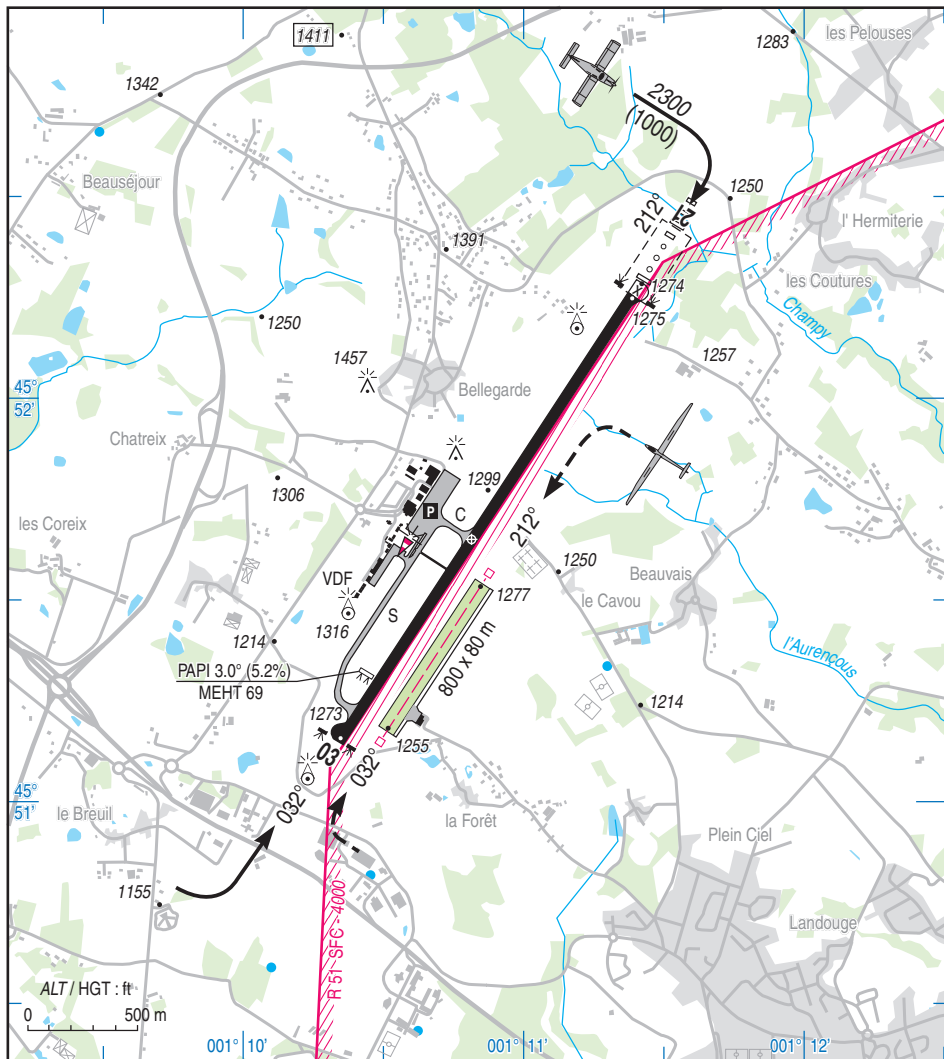 1411
1283
les Pelouses
1342
2300
(1000)
Beauséjour
1250
212°
21
l' Hermiterie
1391
1274
les Coutures
1275
Champy
1250
1257
1457
45°
52'
Bellegarde
Chatreix
1306
1299
P
C
les Coreix
212°
1250
Beauvais
VDF
1277
le Cavou
S
1316
1214
800 x 80 m
l'Aurençous
PAPI 3.0° (5.2%)
MEHT 69
1214
1273
03
1255
032°
032°
45°
51'
le Breuil
la Forêt
Plein Ciel
1155
R 51 SFC - 4000
Landouge
ALT / HGT : ft
0 500 m
001° 10'
001° 11'
001° 12'